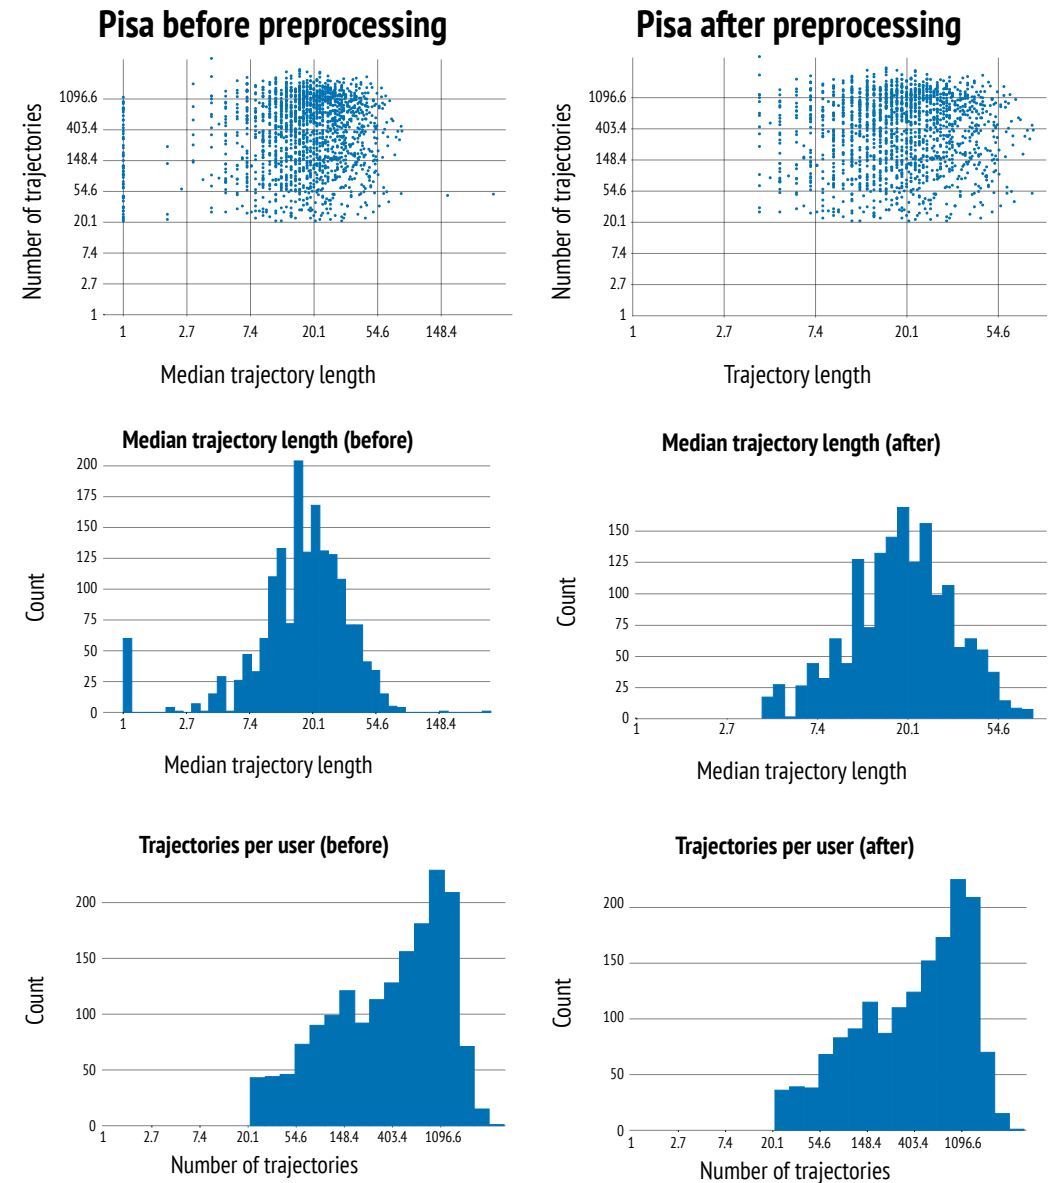 Pisa before preprocessing
Pisa after preprocessing
Number of trajectories
1096.6
403.4
148.4
54.6
20.1
7.4
2.7
1
1 2.7 7.4 20.1 54.6 148.4
Median trajectory length
Number of trajectories
1096.6
403.4
148.4
54.6
20.1
7.4
2.7
1
1 2.7 7.4 20.1 54.6
Trajectory length
Median trajectory length (before)
Count
200
175
150
125
100
75
50
25
0
1 2.7 7.4 20.1 54.6 148.4
Median trajectory length
Median trajectory length (after)
Count
150
125
100
75
50
25
0
1 2.7 7.4 20.1 54.6
Median trajectory length
Trajectories per user (before)
Count
200
150
100
50
0
1 2.7 7.4 20.1 54.6 148.4 403.4 1096.6
Number of trajectories
Trajectories per user (after)
Count
200
150
100
50
0
1 2.7 7.4 20.1 54.6 148.4 403.4 1096.6
Number of trajectories